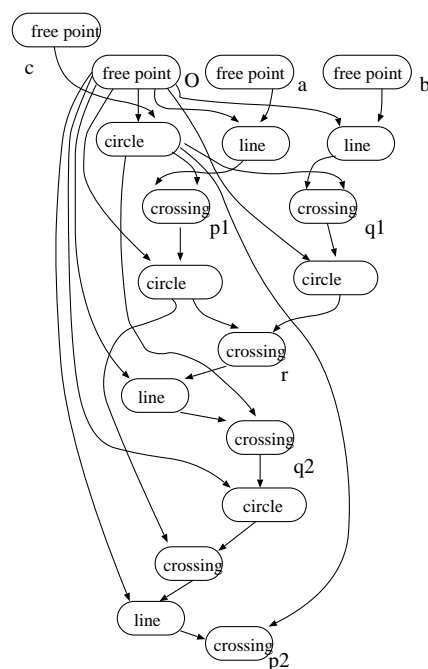 free point
c
free point
O
free point
a
free point
b
circle
line
line
crossing
p1
crossing
q1
circle
circle
crossing
r
line
crossing
q2
circle
crossing
line
crossing
p2